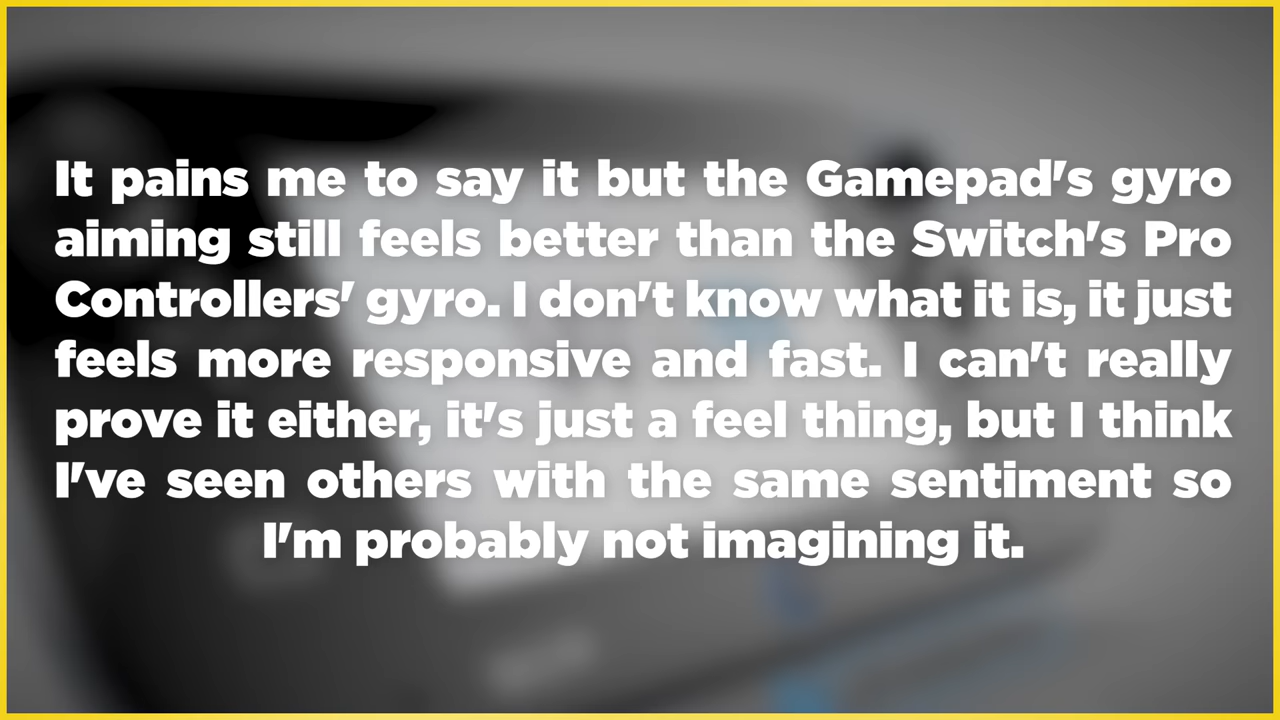 It pains me to say it but the Gamepad's gyro
aiming still feels better than the Switch's Pro
Controllers' gyro. I don't know what it is, it just
feels more responsive and fast. I can't really
prove it either, it's just a feel thing, but I think
I've seen others with the same sentiment so
I'm probably not imagining it.